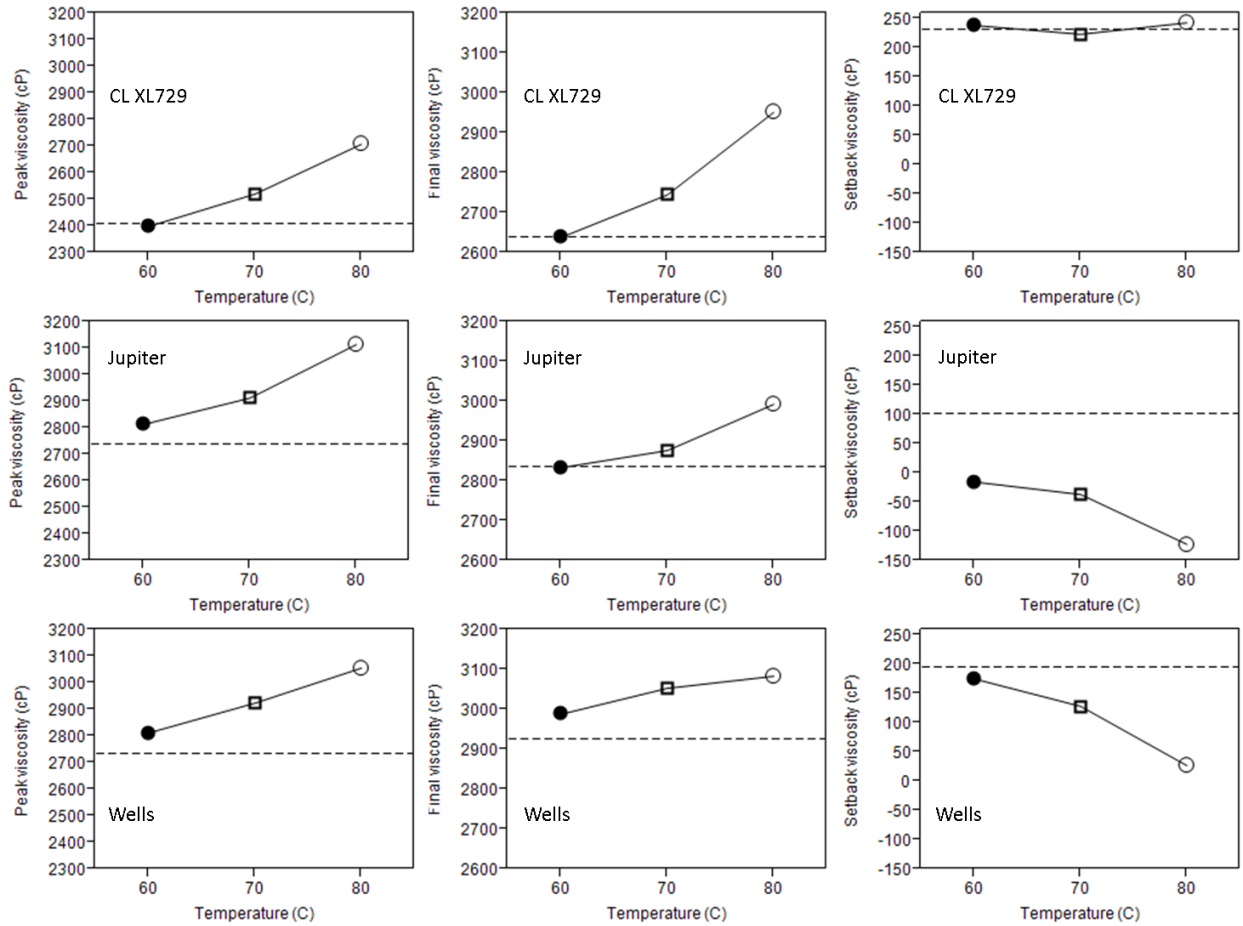 3200
3100
3000
2900
2800
2700
2600
2500
2400
2300
Peak viscosity (cP)
CL XL729
60 70 80
Temperature (C)
3200
3100
3000
2900
2800
2700
2600
Final viscosity (cP)
CL XL729
60 70 80
Temperature (C)
250
200
150
100
50
0
-50
-100
-150
Setback viscosity (cP)
CL XL729
60 70 80
Temperature (C)
3200
3100
3000
2900
2800
2700
2600
2500
2400
2300
Peak viscosity (cP)
Jupiter
60 70 80
Temperature (C)
3200
3100
3000
2900
2800
2700
2600
Final viscosity (cP)
Jupiter
60 70 80
Temperature (C)
250
200
150
100
50
0
-50
-100
-150
Setback viscosity (cP)
Jupiter
60 70 80
Temperature (C)
3200
3100
3000
2900
2800
2700
2600
2500
2400
2300
Peak viscosity (cP)
Wells
60 70 80
Temperature (C)
3200
3100
3000
2900
2800
2700
2600
Final viscosity (cP)
Wells
60 70 80
Temperature (C)
250
200
150
100
50
0
-50
-100
-150
Setback viscosity (cP)
Wells
60 70 80
Temperature (C)